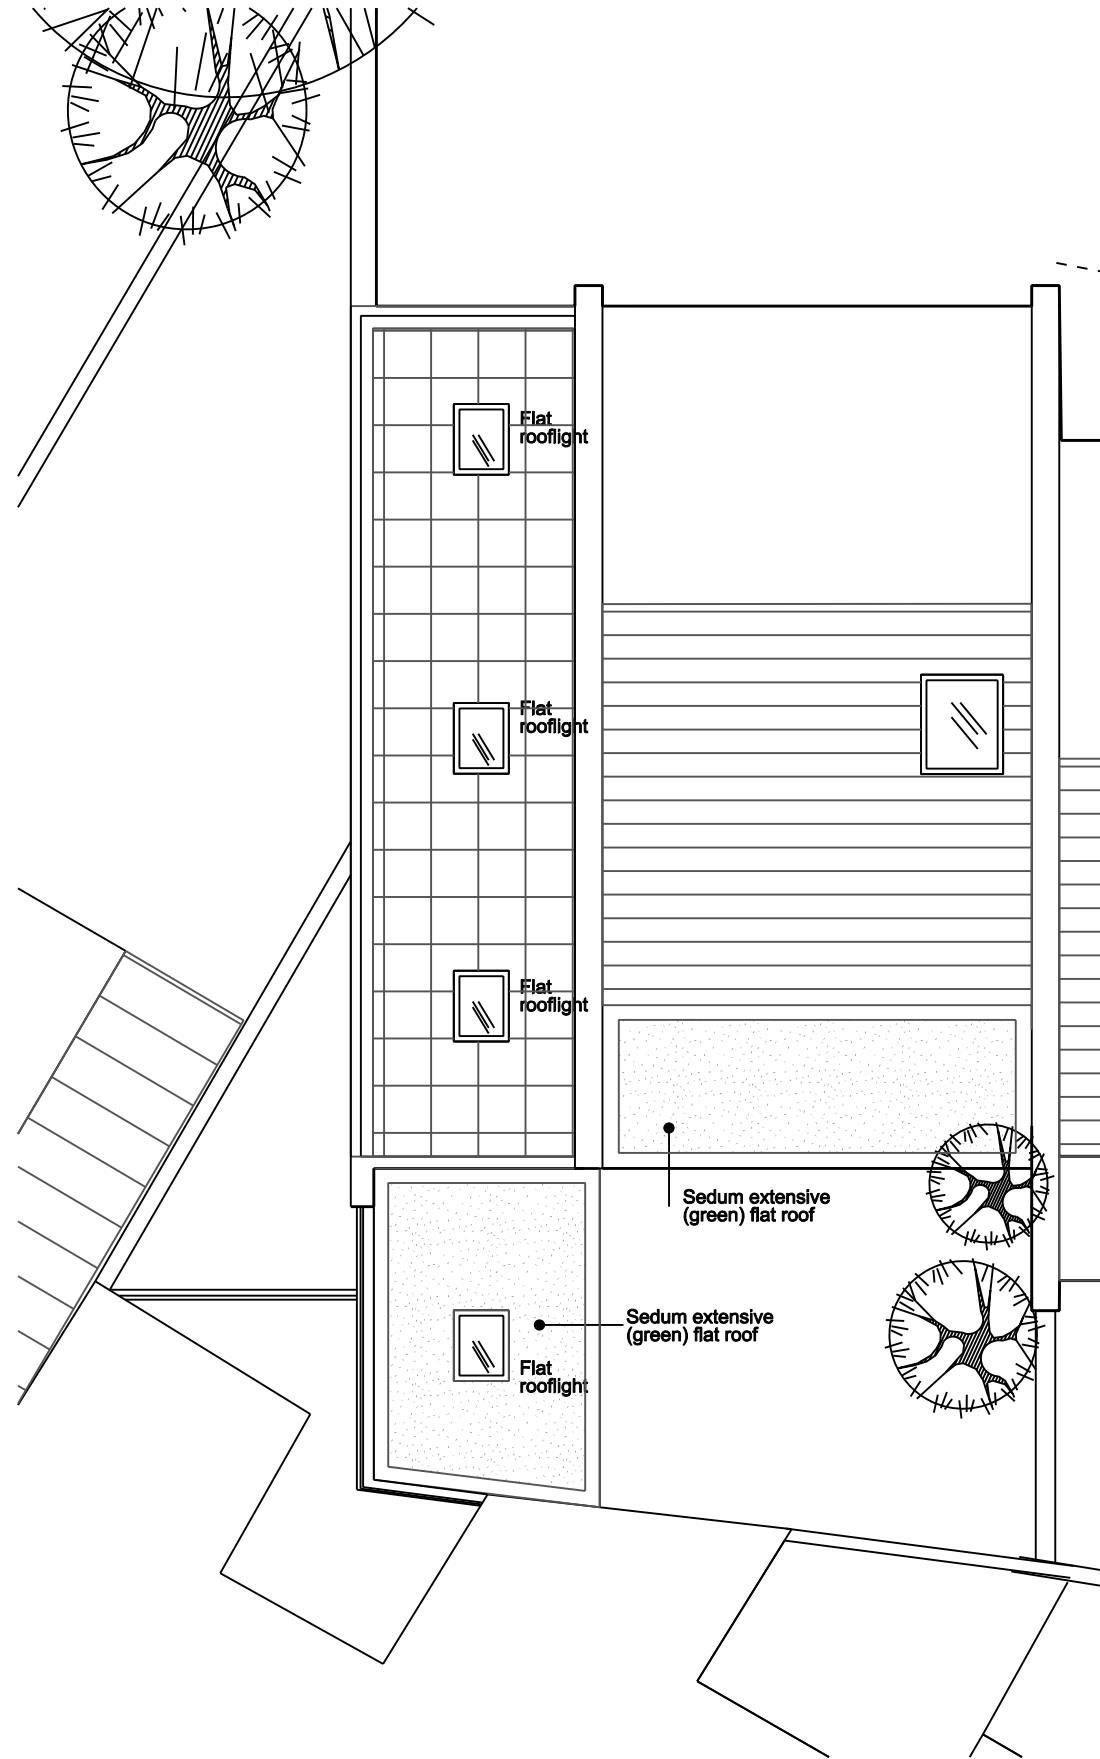 Flat
rooflight
Flat
rooflight
Flat
rooflight
Sedum extensive
(green) flat roof
Sedum extensive
(green) flat roof
Flat
rooflight